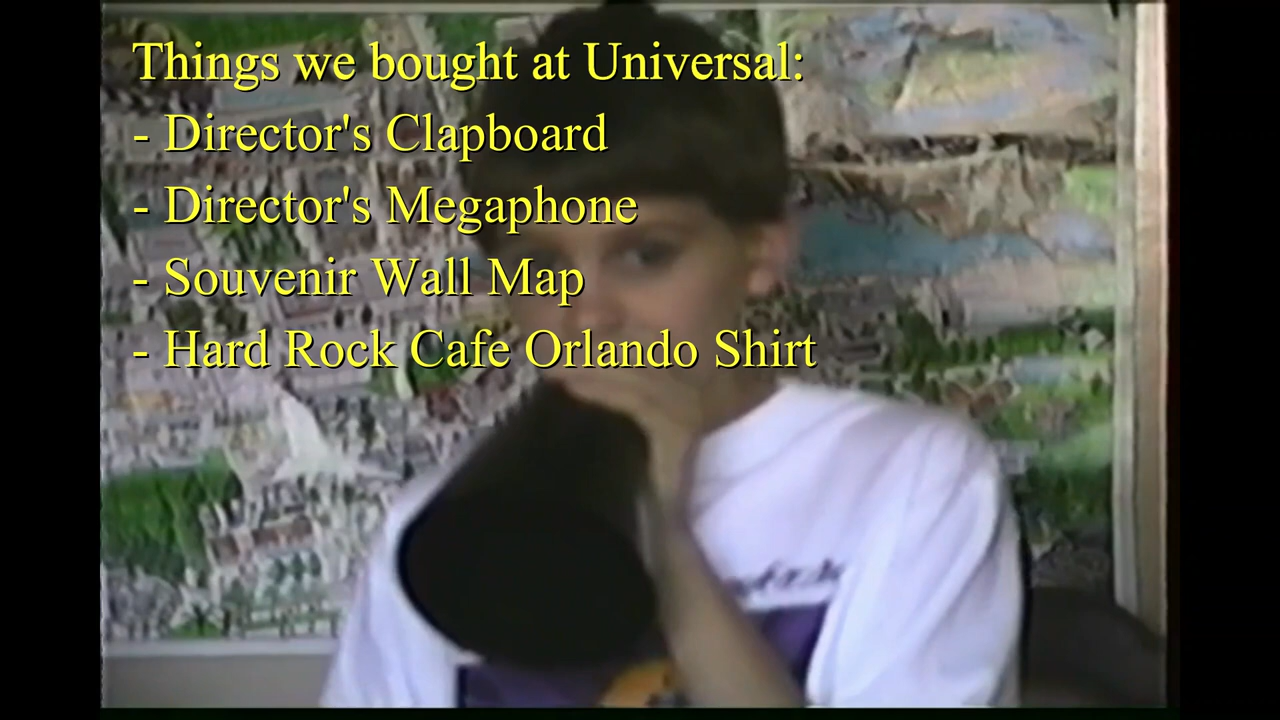 Things we bought at Universal:
- Director's Clapboard
- Director's Megaphone
- Souvenir Wall Map
- Hard Rock Cafe Orlando Shirt